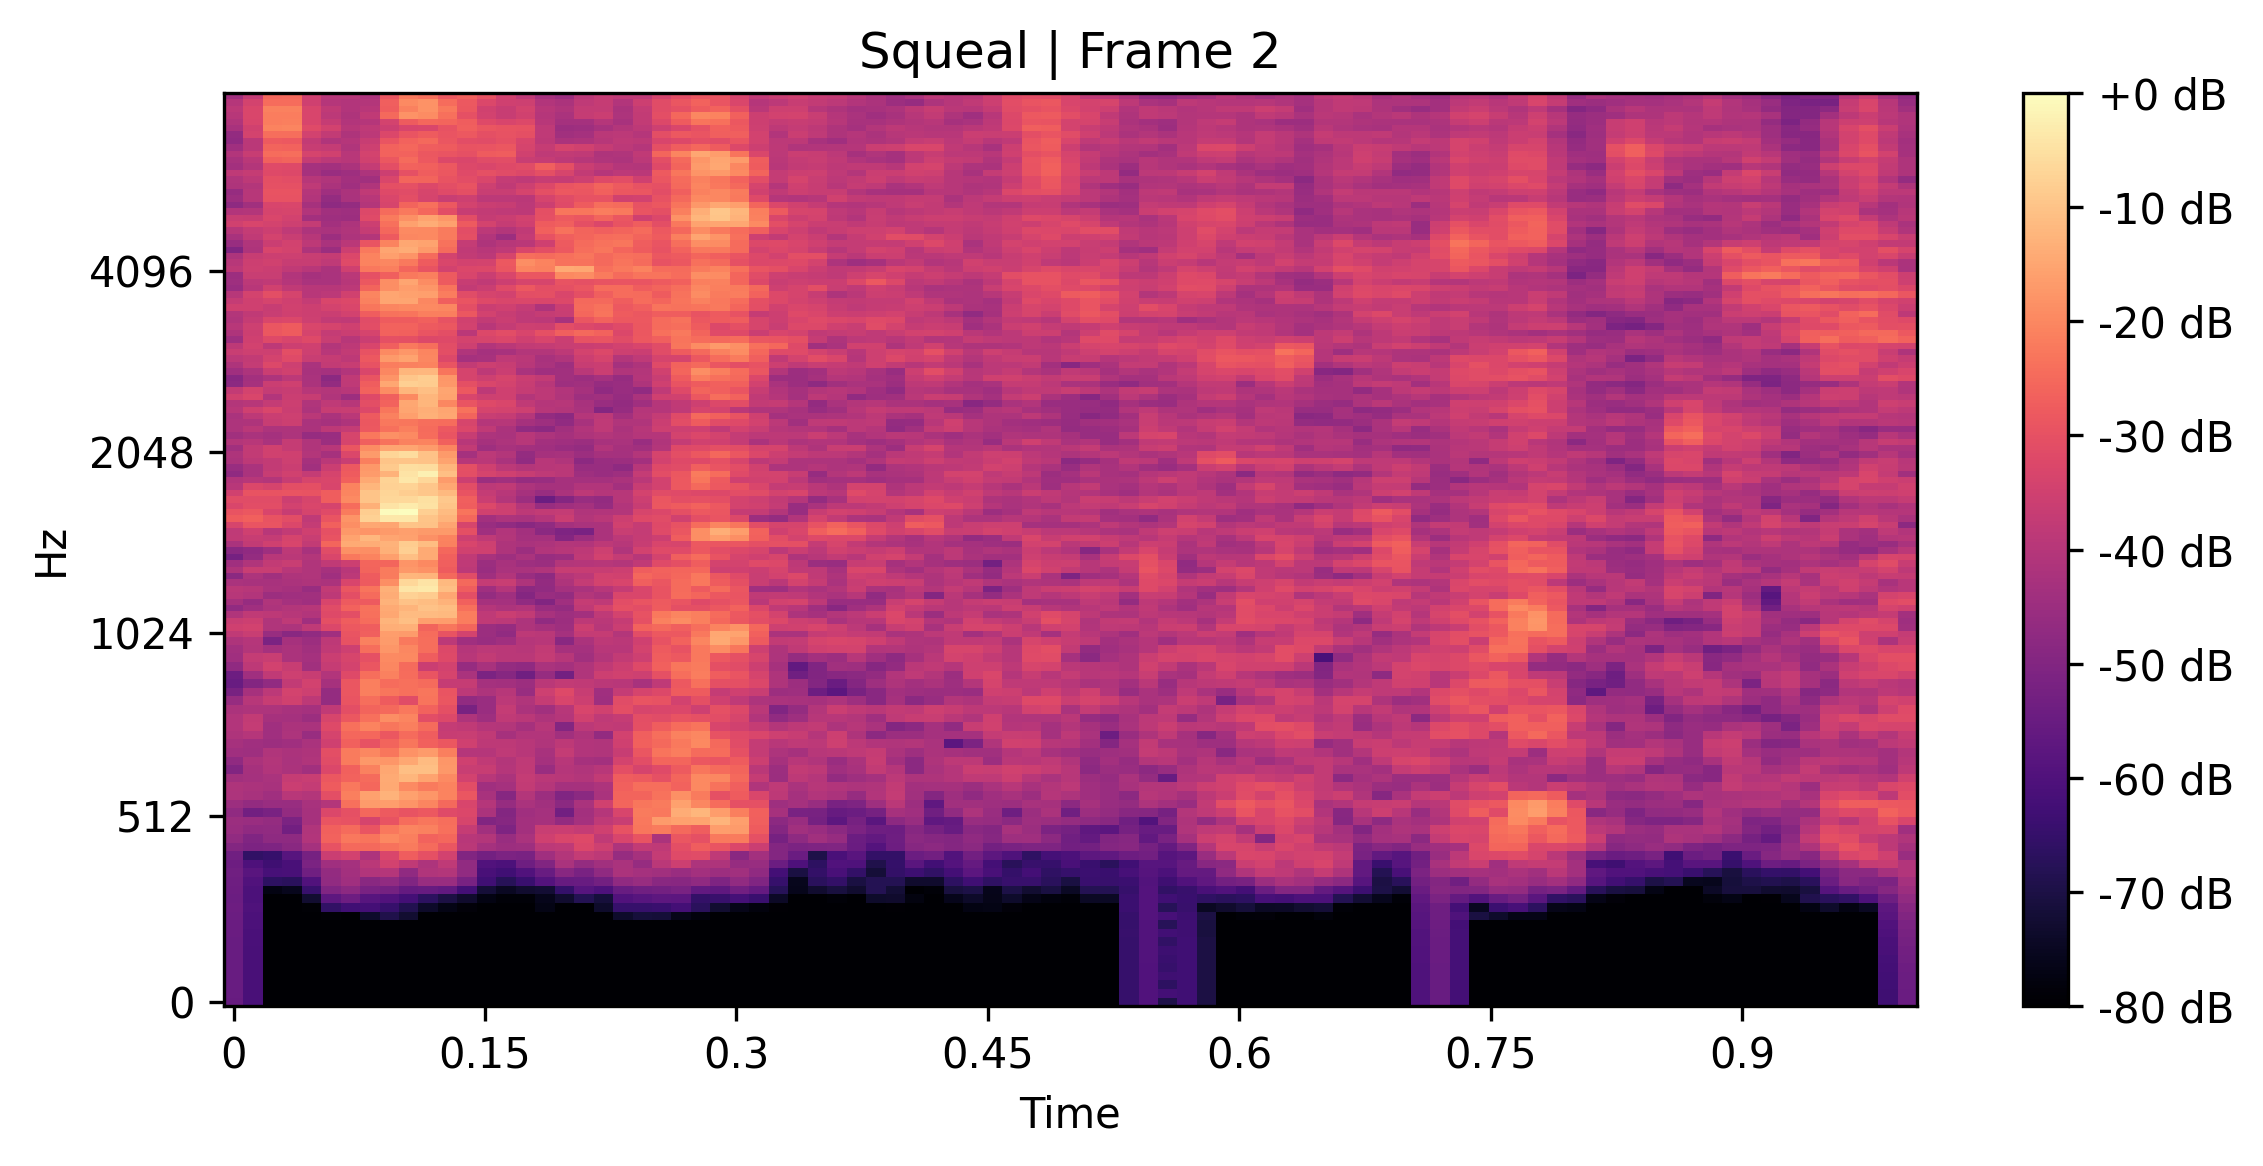 Squeal | Frame 2
+0 dB
-10 dB
-20 dB
-30 dB
-40 dB
-50 dB
-60 dB
-70 dB
-80 dB
Hz
4096
2048
1024
512
0
0 0.15 0.3 0.45 0.6 0.75 0.9
Time